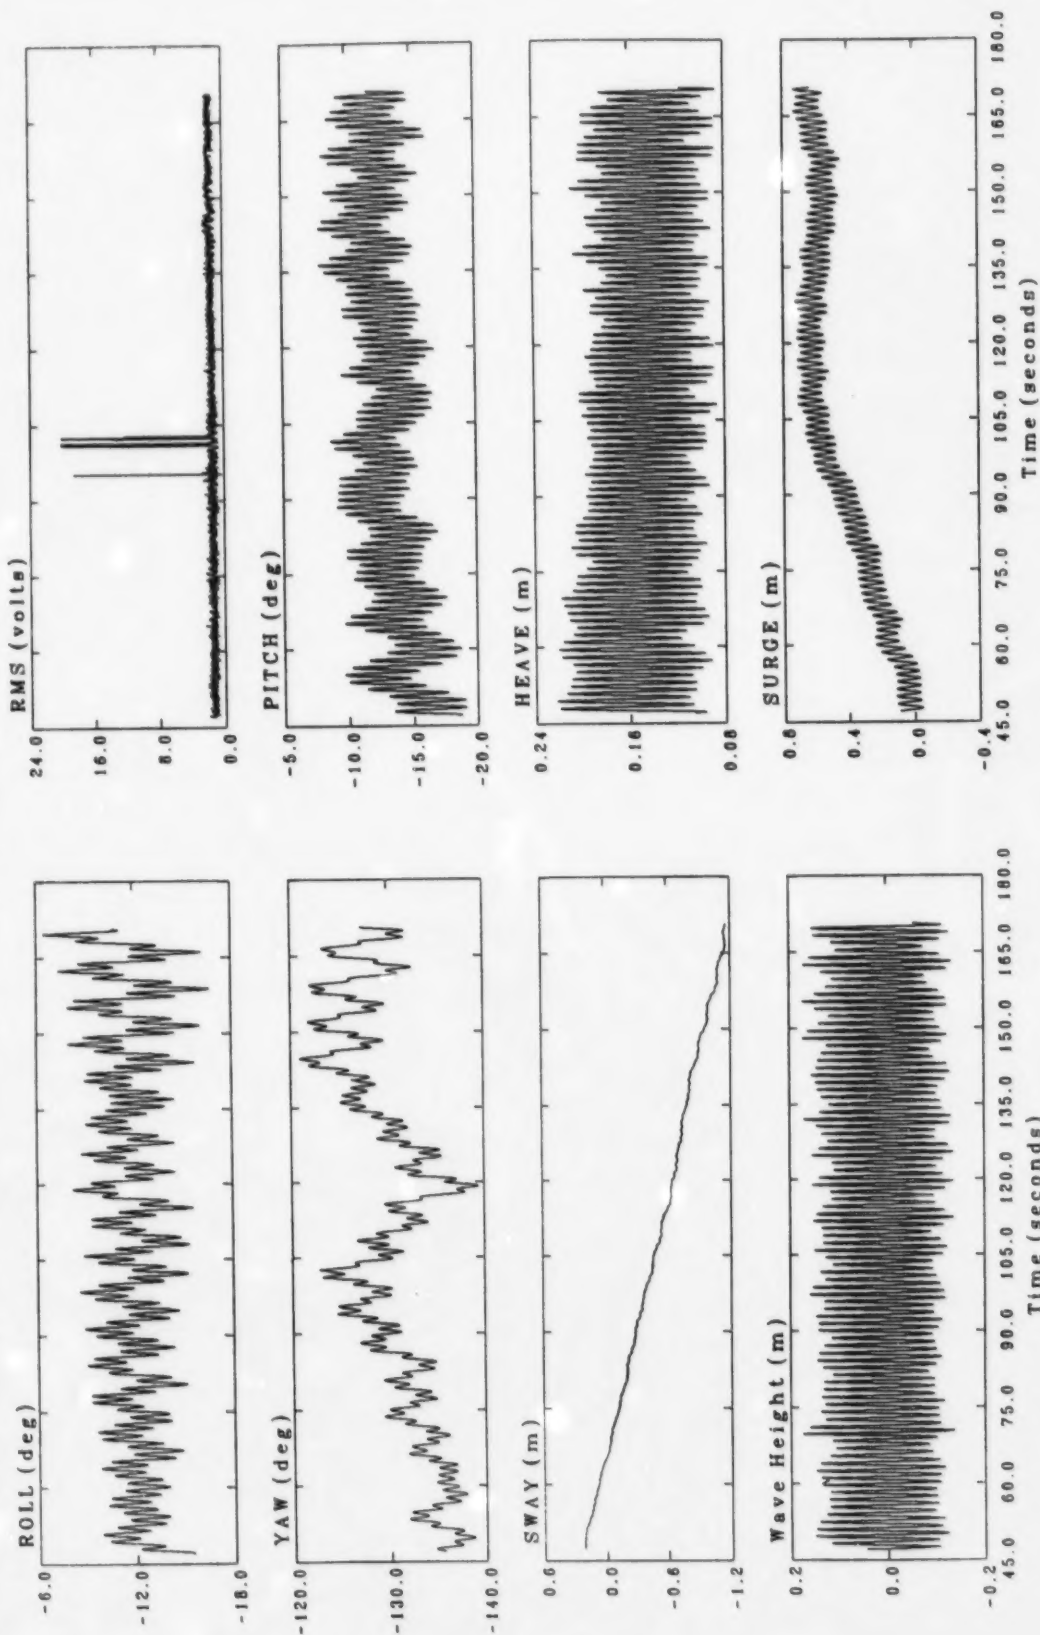 ROLL (deg)
-6.0
-12.0
-18.0
YAW (deg)
-120.0
-130.0
-140.0
SWAY (m)
0.6
0.0
-0.6
-1.2
Wave Height (m)
0.2
0.0
-0.2
45.0 60.0 75.0 90.0 105.0 120.0 135.0 150.0 165.0 180.0
Time (seconds)
RMS (volts)
24.0
16.0
8.0
0.0
PITCH (deg)
-5.0
-10.0
-15.0
-20.0
HEAVE (m)
0.24
0.16
0.08
SURGE (m)
0.8
0.4
0.0
-0.4
45.0 60.0 75.0 90.0 105.0 120.0 135.0 150.0 165.0 180.0
Time (seconds)